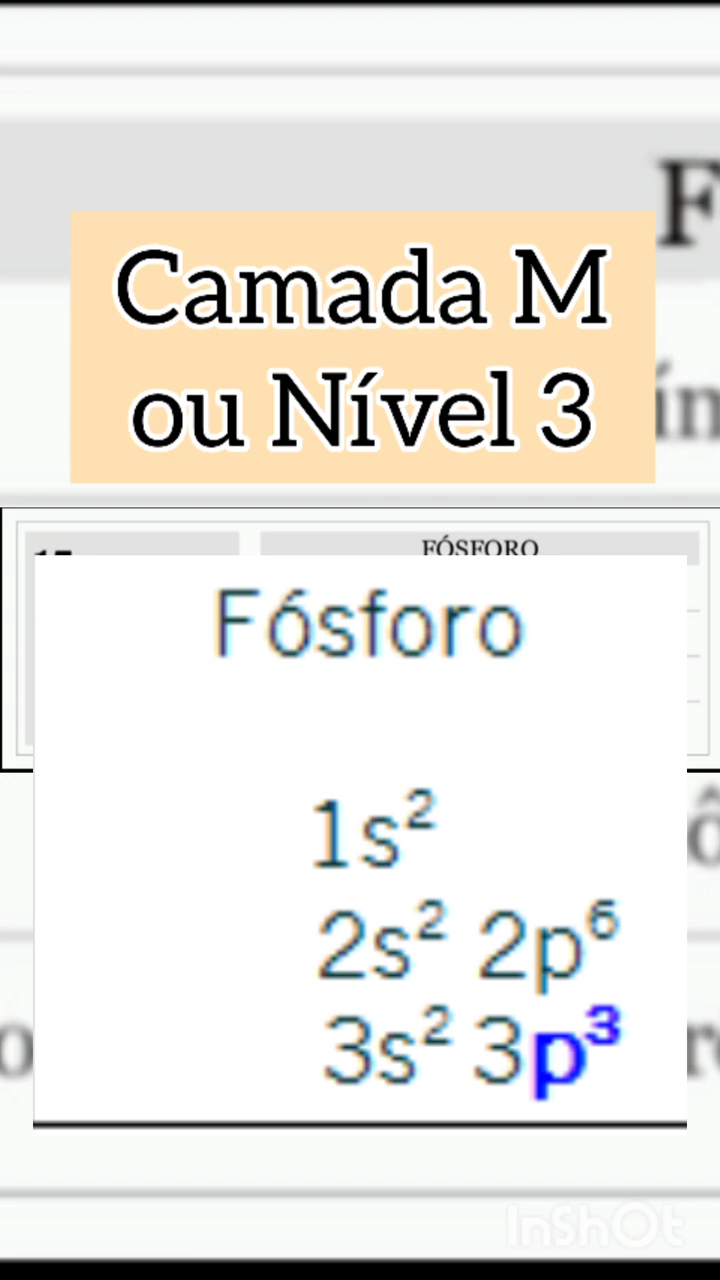 Camada M
ou Nível 3
FÓSFORO
Fósforo
1s²
2s² 2p⁶
3s² 3p³
InShOt